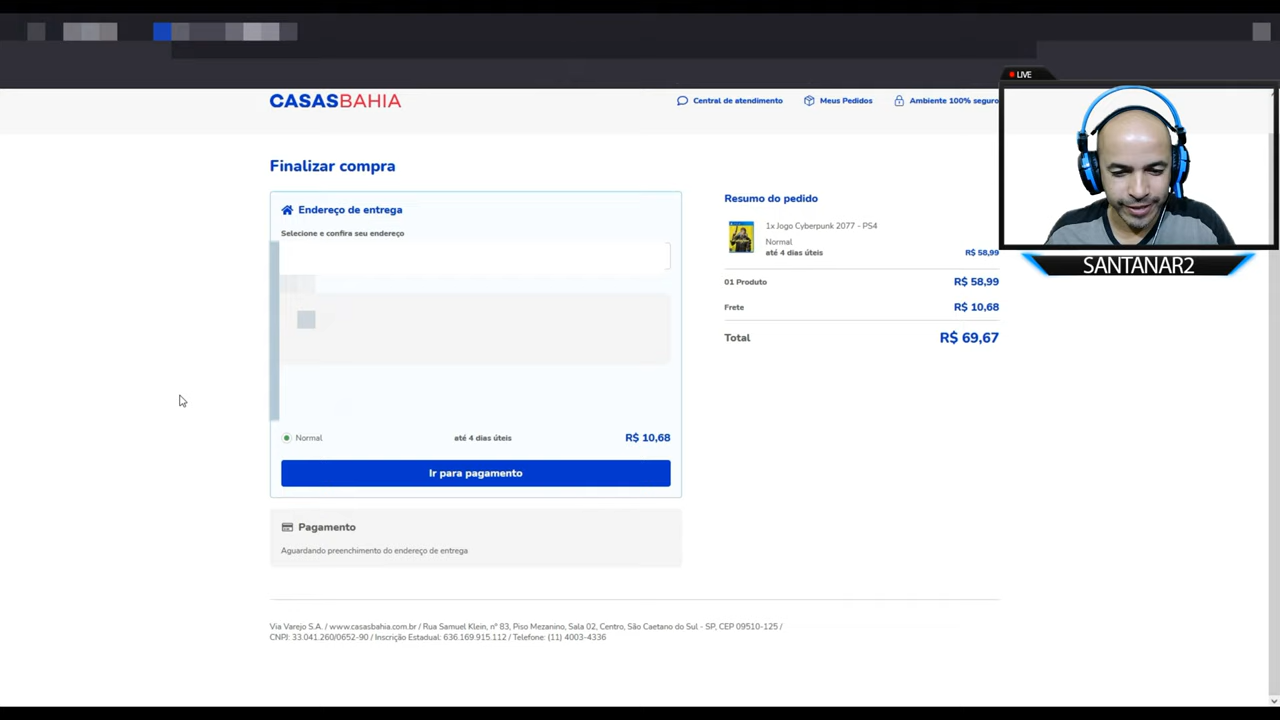 LIVE
CASASBAHIA
Central de atendimento
Meus Pedidos
Ambiente 100% seguro
SANTANAR2
Finalizar compra
Endereço de entrega
Selecione e confira seu endereço
Normal
até 4 dias úteis
R$ 10,68
Ir para pagamento
Pagamento
Aguardando preenchimento do endereço de entrega
Resumo do pedido
1x Jogo Cyberpunk 2077 - PS4
Normal
até 4 dias úteis
R$ 58,99
01 Produto
R$ 58,99
Frete
R$ 10,68
Total
R$ 69,67
Via Varejo S.A. / www.casasbahia.com.br / Rua Samuel Klein, nº 83, Piso Mezanino, Sala 02, Centro, São Caetano do Sul - SP, CEP 09510-125 /
CNPJ: 33.041.260/0652-90 / Inscrição Estadual: 636.169.915.112 / Telefone: (11) 4003-4336